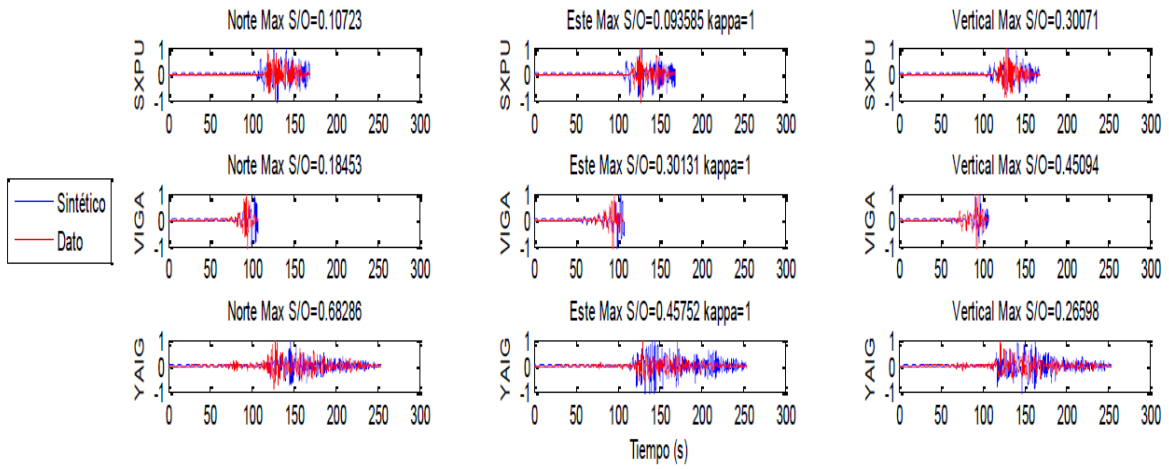 Norte Max S/O=0.10723
Este Max S/O=0.093585 kappa=1
Vertical Max S/O=0.30071
SXPU
1
0
-1
0 50 100 150 200 250 300
SXPU
1
0
-1
0 50 100 150 200 250 300
SXPU
1
0
-1
0 50 100 150 200 250 300
Sintético
Dato
Norte Max S/O=0.18453
Este Max S/O=0.30131 kappa=1
Vertical Max S/O=0.45094
VIGA
1
0
-1
0 50 100 150 200 250 300
VIGA
1
0
-1
0 50 100 150 200 250 300
VIGA
1
0
-1
0 50 100 150 200 250 300
Norte Max S/O=0.68286
Este Max S/O=0.45752 kappa=1
Vertical Max S/O=0.26598
YAIG
1
0
-1
0 50 100 150 200 250 300
YAIG
1
0
-1
0 50 100 150 200 250 300
YAIG
1
0
-1
0 50 100 150 200 250 300
Tiempo (s)